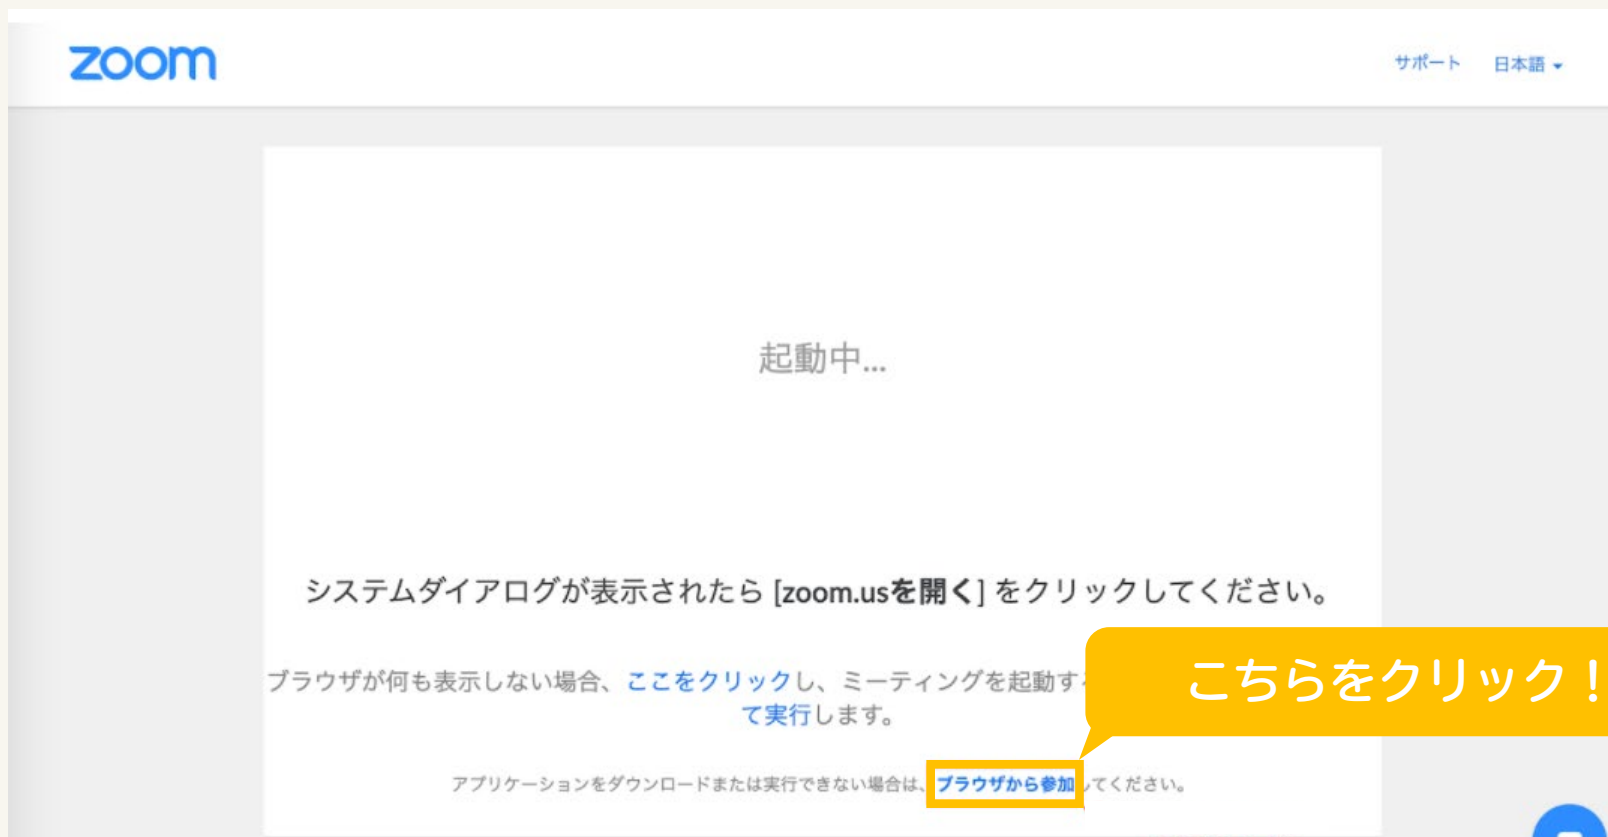 zoom
サポート 日本語
起動中...
システムダイアログが表示されたら [zoom.usを開く] をクリックしてください。
ブラウザが何も表示しない場合、ここをクリックし、ミーティングを起動す
て実行します。
こちらをクリック!
アプリケーションをダウンロードまたは実行できない場合は、ブラウザから参加してください。